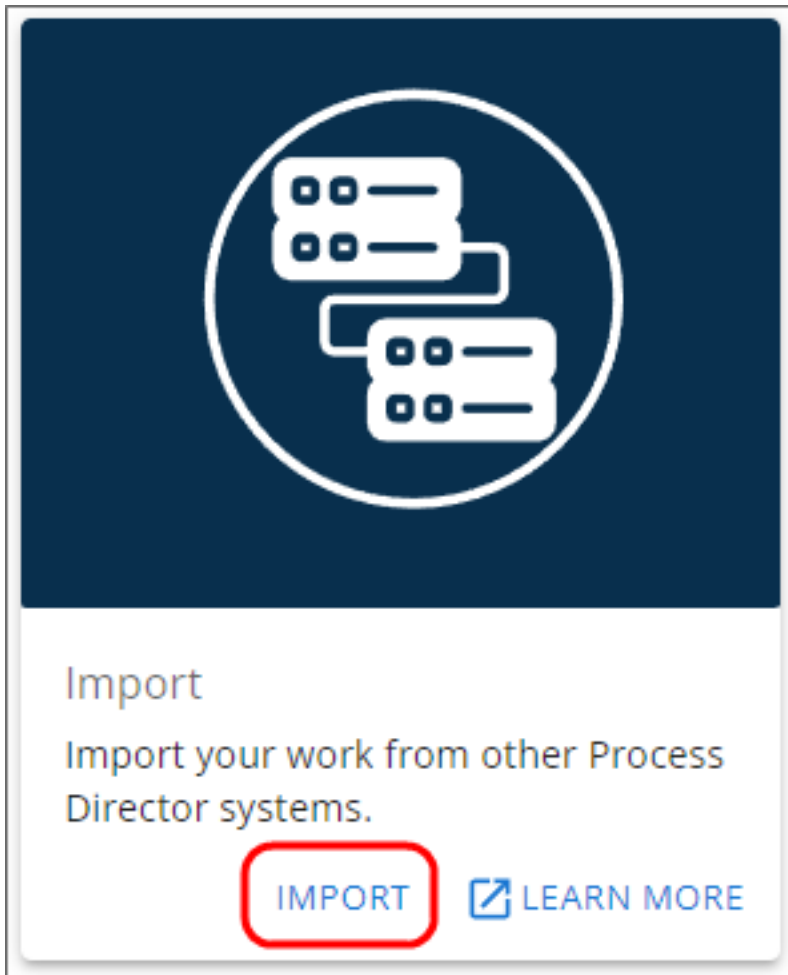 Import
Import your work from other Process
Director systems.
IMPORT
LEARN MORE